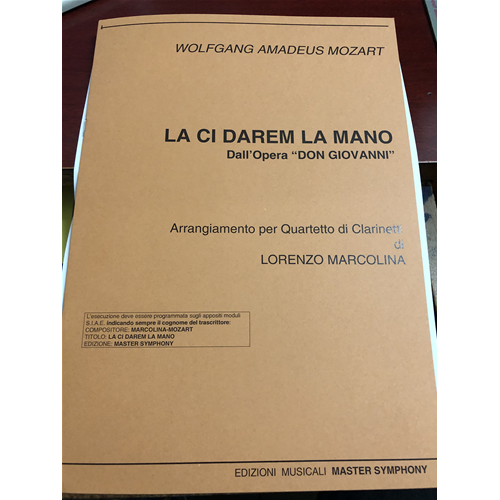 WOLFGANG AMADEUS MOZART
LA CI DAREM LA MANO
Dall'Opera "DON GIOVANNI"
Arrangiamento per Quartetto di Clarinetti
di
LORENZO MARCOLINA
L'esecuzione deve essere programmata sugli appositi moduli
S.I.A.E. indicando sempre il cognome del trascrittore:
COMPOSITORE: MARCOLINA-MOZART
TITOLO: LA CI DAREM LA MANO
EDIZIONE: MASTER SYMPHONY
EDIZIONI MUSICALI MASTER SYMPHONY